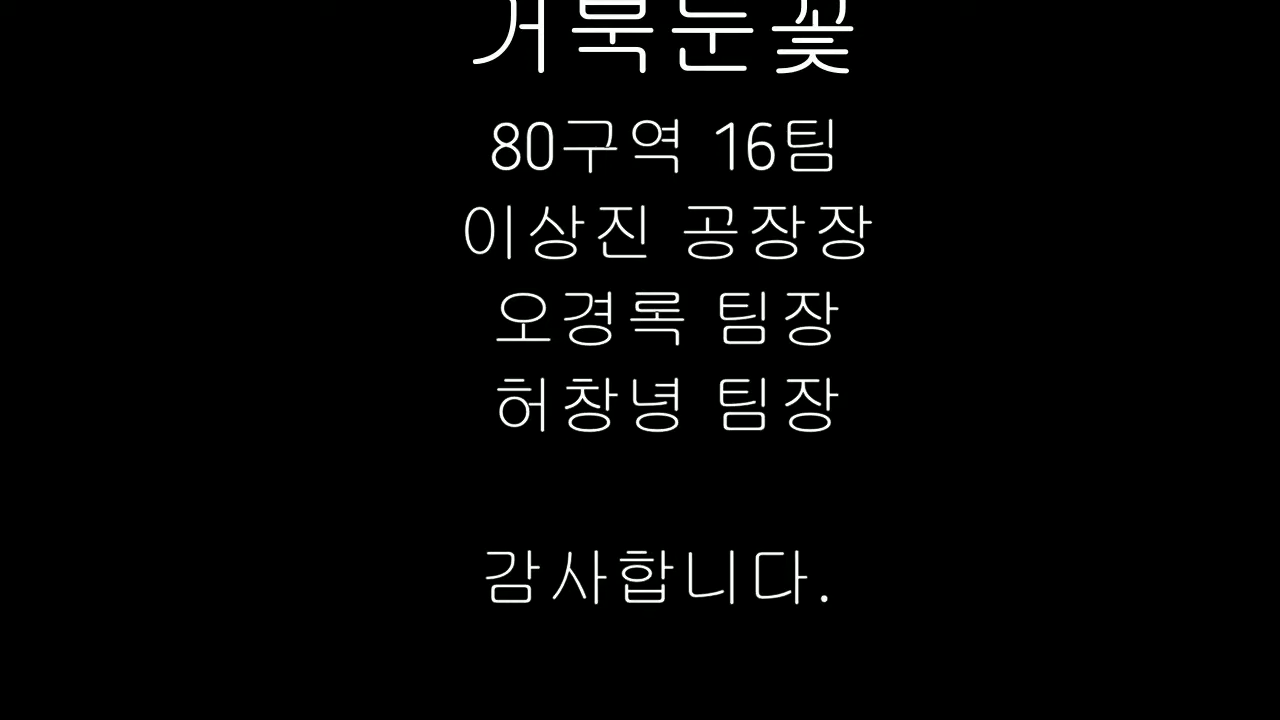 거북눈꽃
80구역 16팀
이상진 공장장
오경록 팀장
허창녕 팀장
감사합니다.